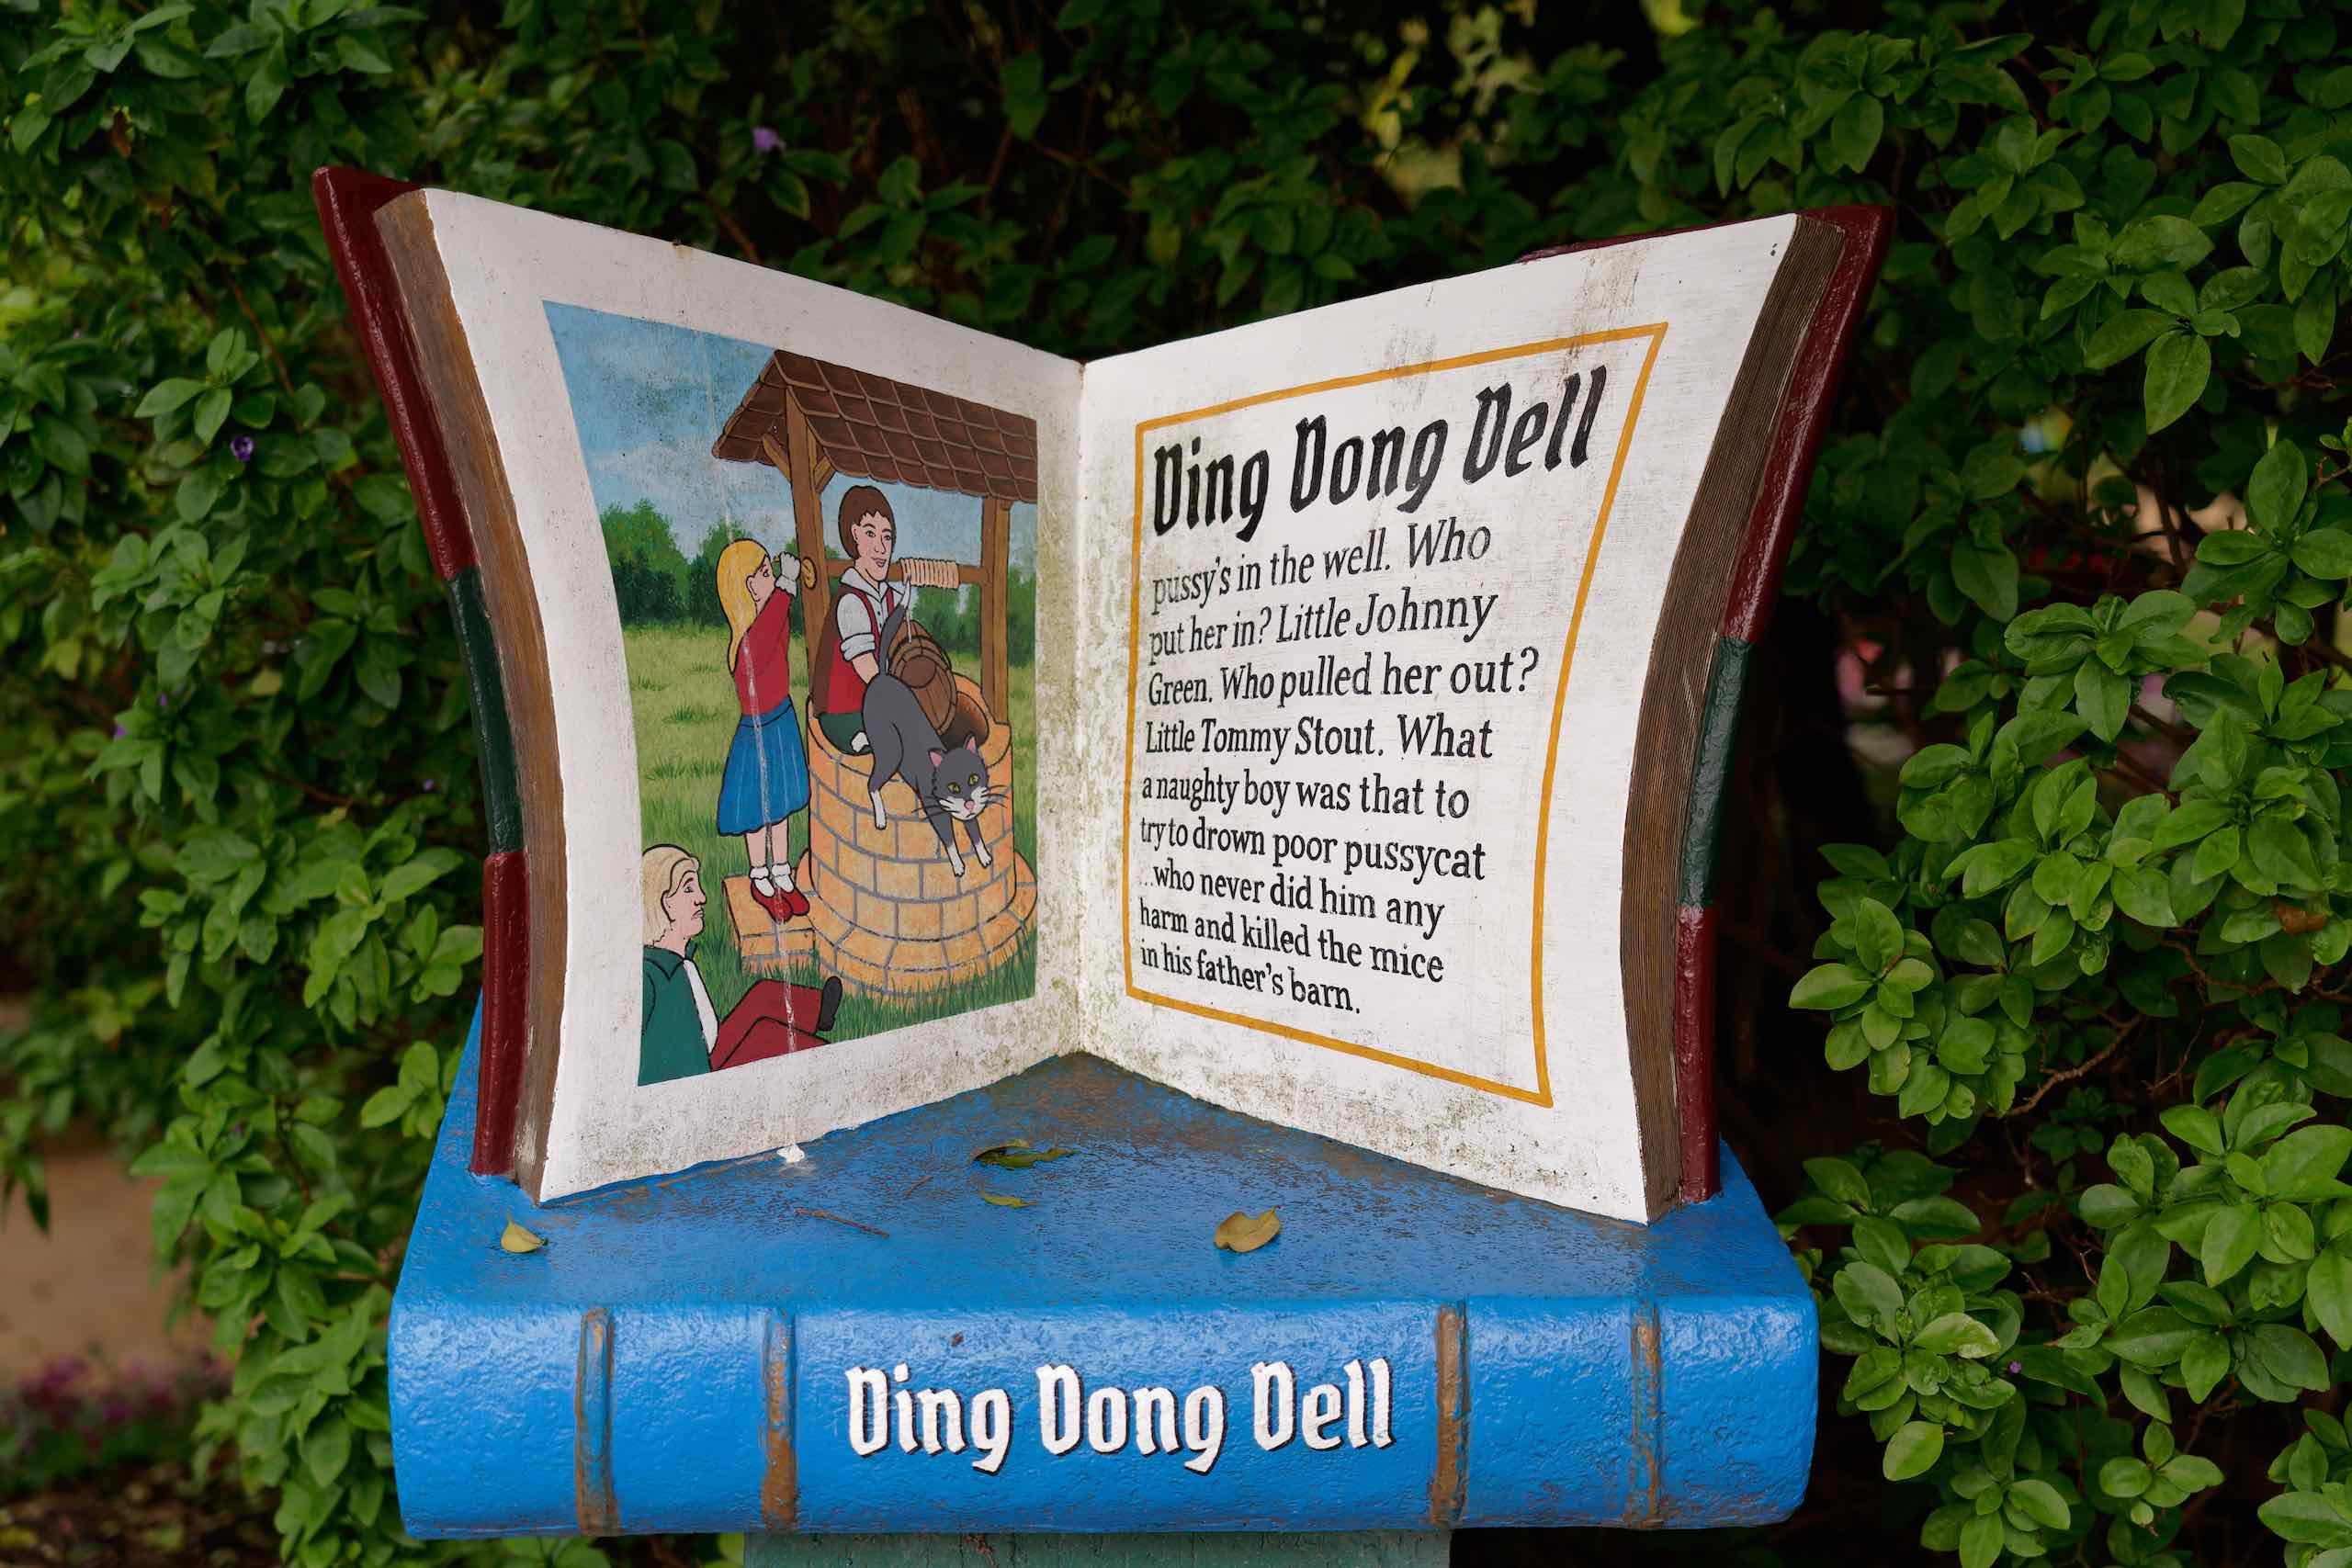 Ding Dong Dell
pussy's in the well. Who
put her in? Little Johnny
Green. Who pulled her out?
Little Tommy Stout. What
a naughty boy was that to
try to drown poor pussycat
...who never did him any
harm and killed the mice
in his father's barn.
Ding Dong Dell